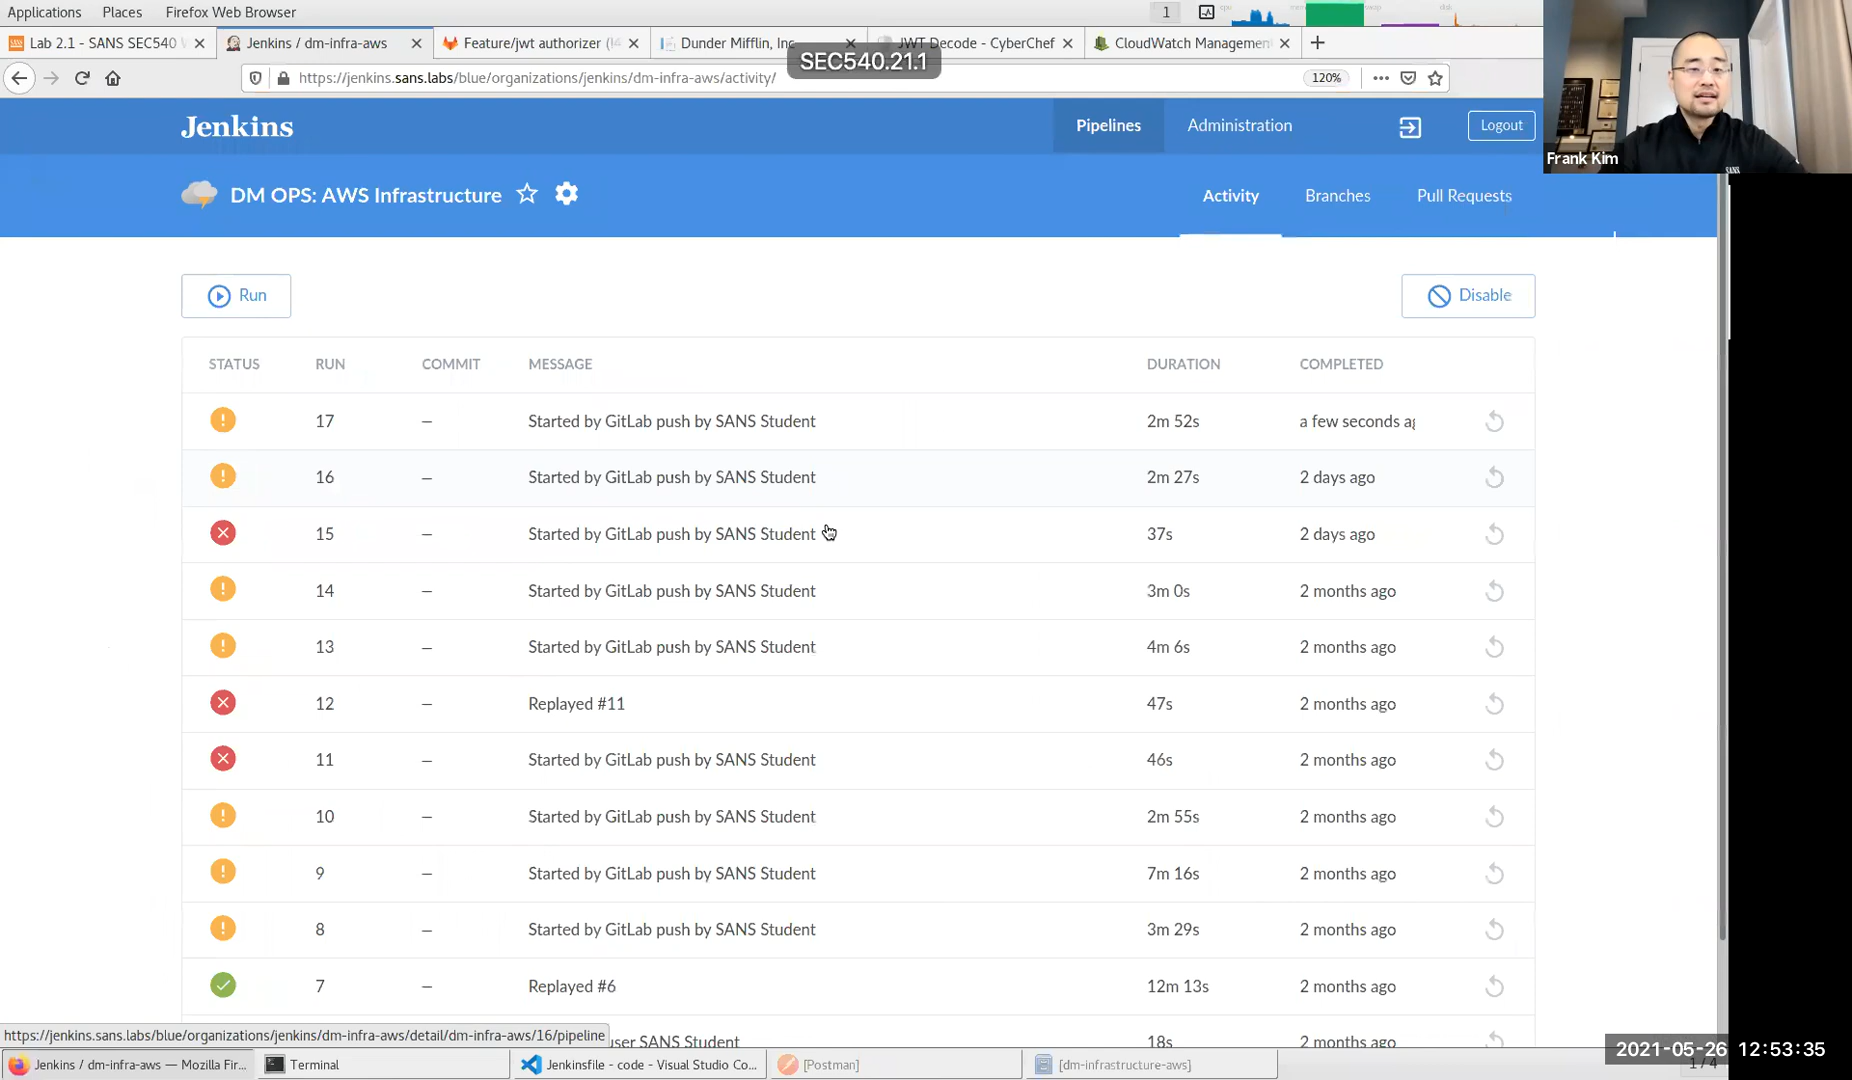 Applications Places Firefox Web Browser 1
Lab 2.1 - SANS SEC540 Jenkins / dm-infra-aws Feature/jwt authorizer Dunder Mifflin, Inc JWT Decode - CyberChef CloudWatch Management
SEC540.21.1
https://jenkins.sans.labs/blue/organizations/jenkins/dm-infra-aws/activity/ 120%
Frank Kim
Jenkins Pipelines Administration Logout
DM OPS: AWS Infrastructure Activity Branches Pull Requests
Run Disable
STATUS RUN COMMIT MESSAGE DURATION COMPLETED
17 — Started by GitLab push by SANS Student 2m 52s a few seconds ag
16 — Started by GitLab push by SANS Student 2m 27s 2 days ago
15 — Started by GitLab push by SANS Student 37s 2 days ago
14 — Started by GitLab push by SANS Student 3m 0s 2 months ago
13 — Started by GitLab push by SANS Student 4m 6s 2 months ago
12 — Replayed #11 47s 2 months ago
11 — Started by GitLab push by SANS Student 46s 2 months ago
10 — Started by GitLab push by SANS Student 2m 55s 2 months ago
9 — Started by GitLab push by SANS Student 7m 16s 2 months ago
8 — Started by GitLab push by SANS Student 3m 29s 2 months ago
7 — Replayed #6 12m 13s 2 months ago
https://jenkins.sans.labs/blue/organizations/jenkins/dm-infra-aws/detail/dm-infra-aws/16/pipeline user SANS Student 18s 2 months ago
2021-05-26 12:53:35
Jenkins / dm-infra-aws — Mozilla Fir... Terminal Jenkinsfile - code - Visual Studio Co... [Postman] [dm-infrastructure-aws] 1 / 4